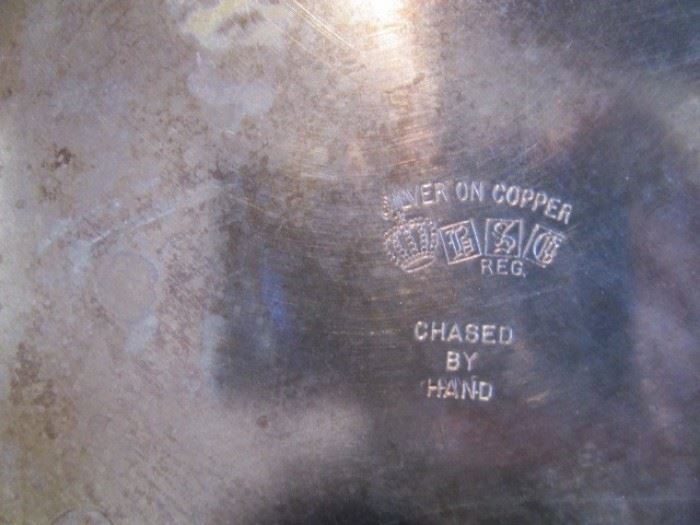 SILVER ON COPPER
B S C
REG.
CHASED
BY
HAND